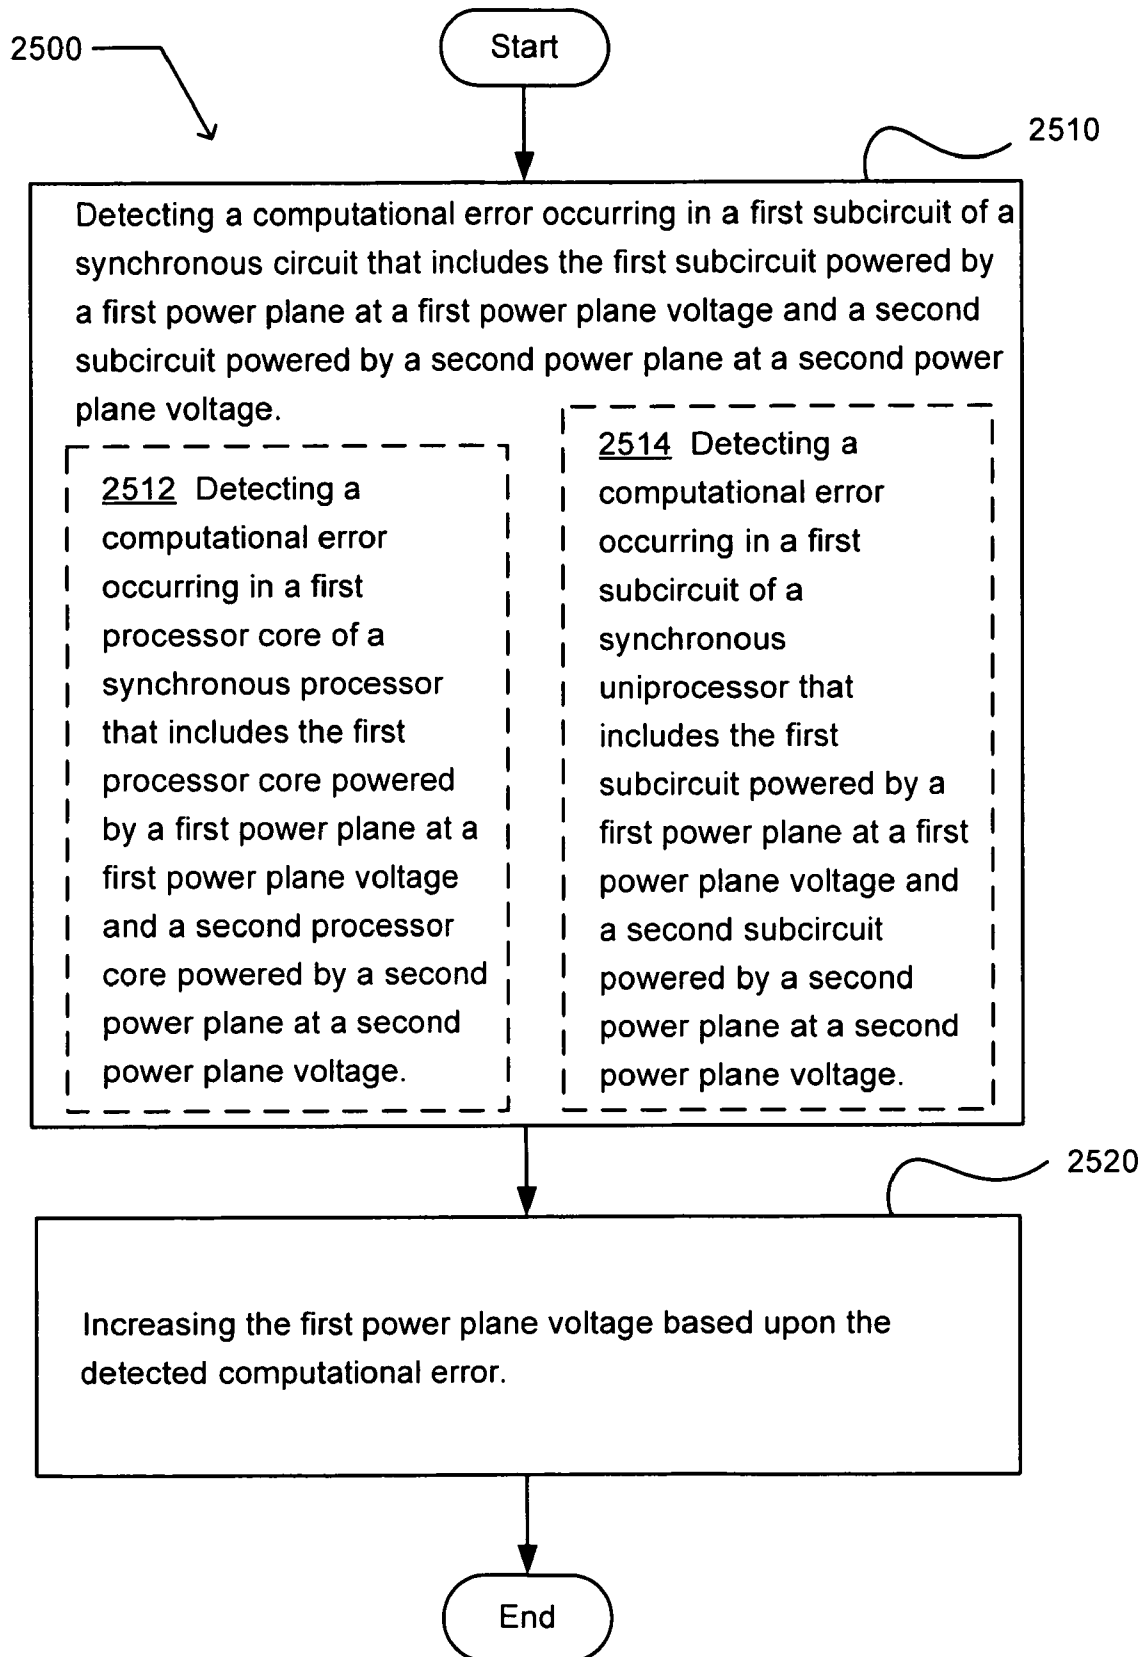 2500
Start
2510
Detecting a computational error occurring in a first subcircuit of a
synchronous circuit that includes the first subcircuit powered by
a first power plane at a first power plane voltage and a second
subcircuit powered by a second power plane at a second power
plane voltage.
2512 Detecting a
computational error
occurring in a first
processor core of a
synchronous processor
that includes the first
processor core powered
by a first power plane at a
first power plane voltage
and a second processor
core powered by a second
power plane at a second
power plane voltage.
2514 Detecting a
computational error
occurring in a first
subcircuit of a
synchronous
uniprocessor that
includes the first
subcircuit powered by a
first power plane at a first
power plane voltage and
a second subcircuit
powered by a second
power plane at a second
power plane voltage.
2520
Increasing the first power plane voltage based upon the
detected computational error.
End